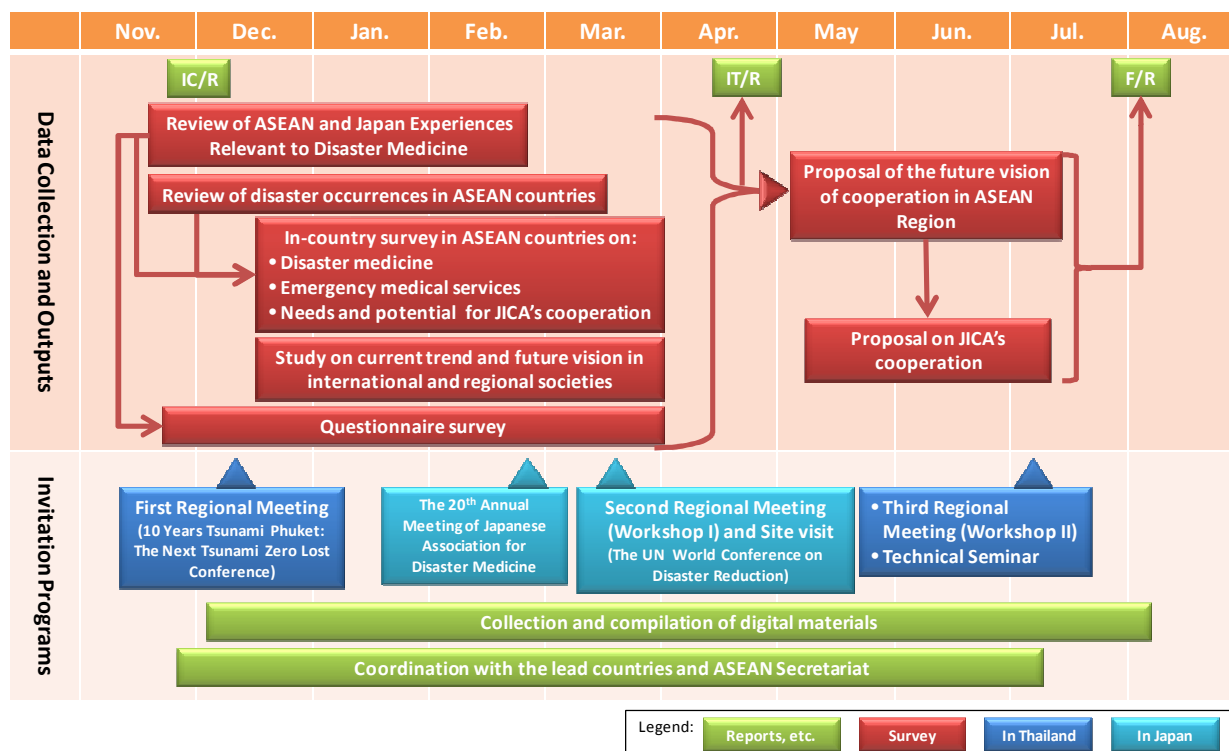 Nov. Dec. Jan. Feb. Mar. Apr. May Jun. Jul. Aug.
Data Collection and Outputs
IC/R
IT/R
F/R
Review of ASEAN and Japan Experiences
Relevant to Disaster Medicine
Review of disaster occurrences in ASEAN countries
In-country survey in ASEAN countries on:
• Disaster medicine
• Emergency medical services
• Needs and potential for JICA's cooperation
Study on current trend and future vision in
international and regional societies
Questionnaire survey
Proposal of the future vision
of cooperation in ASEAN
Region
Proposal on JICA's
cooperation
Invitation Programs
First Regional Meeting
(10 Years Tsunami Phuket:
The Next Tsunami Zero Lost
Conference)
The 20th Annual
Meeting of Japanese
Association for
Disaster Medicine
Second Regional Meeting
(Workshop I) and Site visit
(The UN World Conference on
Disaster Reduction)
• Third Regional
Meeting (Workshop II)
• Technical Seminar
Collection and compilation of digital materials
Coordination with the lead countries and ASEAN Secretariat
Legend:
Reports, etc.
Survey
In Thailand
In Japan